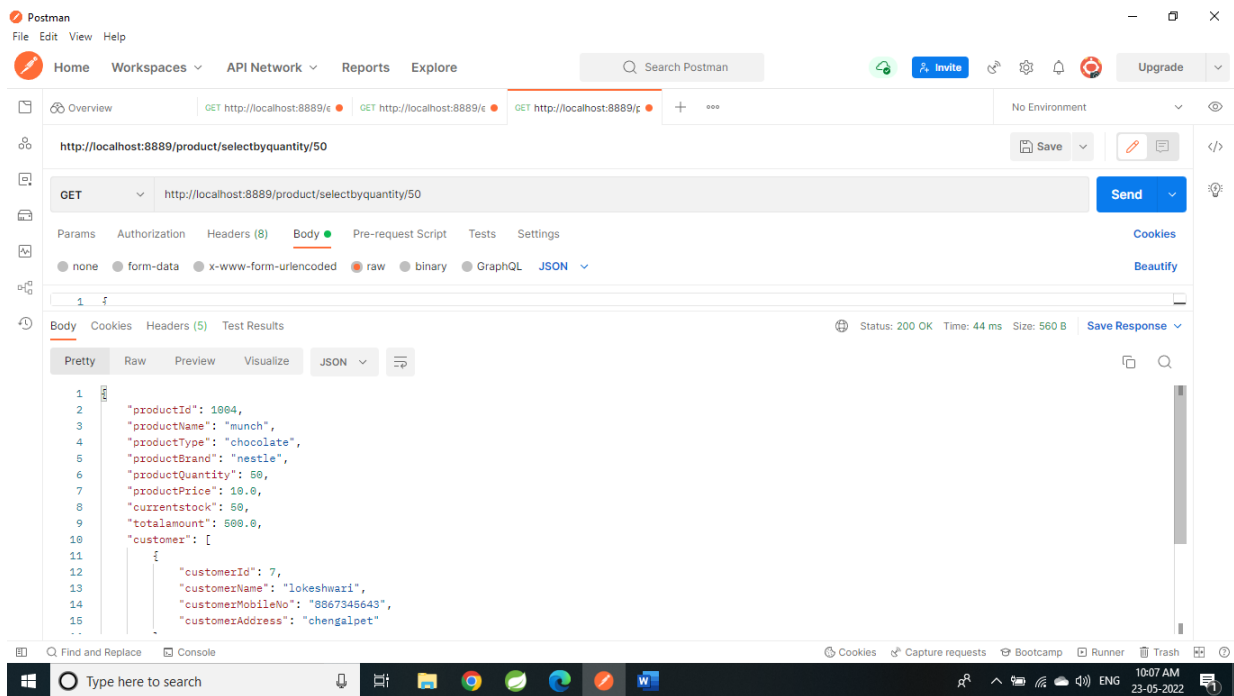 Postman
File Edit View Help
Home Workspaces API Network Reports Explore Search Postman Invite Upgrade
Overview GET http://localhost:8889/e GET http://localhost:8889/e GET http://localhost:8889/p No Environment
http://localhost:8889/product/selectbyquantity/50 Save
GET http://localhost:8889/product/selectbyquantity/50 Send
Params Authorization Headers (8) Body Pre-request Script Tests Settings Cookies
none form-data x-www-form-urlencoded raw binary GraphQL JSON Beautify
1 {
Body Cookies Headers (5) Test Results Status: 200 OK Time: 44 ms Size: 560 B Save Response
Pretty Raw Preview Visualize JSON
1 {
2 "productId": 1004,
3 "productName": "munch",
4 "productType": "chocolate",
5 "productBrand": "nestle",
6 "productQuantity": 50,
7 "productPrice": 10.0,
8 "currentstock": 50,
9 "totalamount": 500.0,
10 "customer": [
11 {
12 "customerId": 7,
13 "customerName": "lokeshwari",
14 "customerMobileNo": "8867345643",
15 "customerAddress": "chengalpet"
Find and Replace Console Cookies Capture requests Bootcamp Runner Trash
Type here to search ENG 10:07 AM
23-05-2022 1